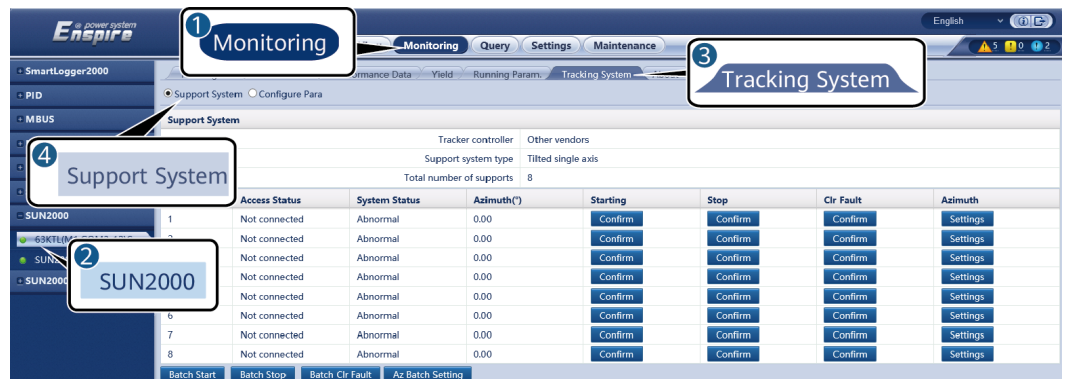 @ power system
Enspire
English
1
Monitoring
Monitoring Query Settings Maintenance
5 0 2
3
Tracking System
SmartLogger2000
Performance Data Yield Running Param. Tracking System
PID
Support System Configure Para
MBUS
Support System
Tracker controller Other vendors
4
Support System
Support system type Tilted single axis
Total number of supports 8
Access Status System Status Azimuth(°) Starting Stop Clr Fault Azimuth
SUN2000
1 Not connected Abnormal 0.00 Confirm Confirm Confirm Settings
Not connected Abnormal 0.00 Confirm Confirm Confirm Settings
2
SUN2000
Not connected Abnormal 0.00 Confirm Confirm Confirm Settings
SUN2000
Not connected Abnormal 0.00 Confirm Confirm Confirm Settings
Not connected Abnormal 0.00 Confirm Confirm Confirm Settings
6 Not connected Abnormal 0.00 Confirm Confirm Confirm Settings
7 Not connected Abnormal 0.00 Confirm Confirm Confirm Settings
8 Not connected Abnormal 0.00 Confirm Confirm Confirm Settings
Batch Start Batch Stop Batch Clr Fault Az Batch Setting